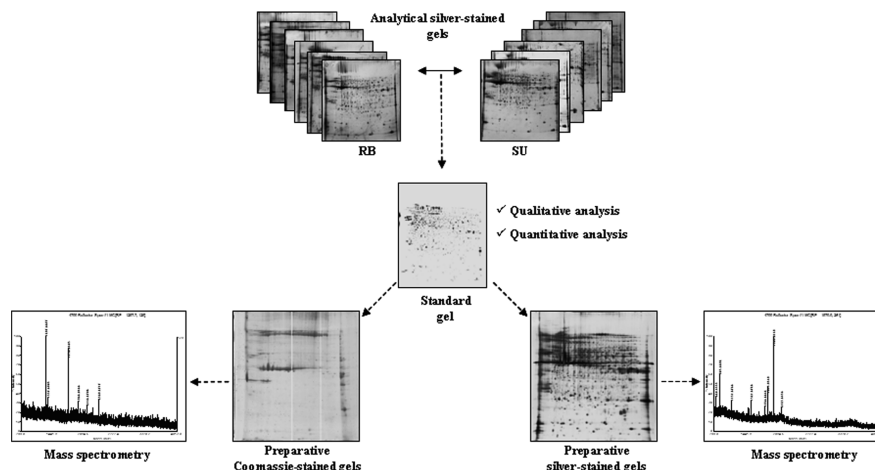 Analytical silver-stained
gels
RB
SU
✓ Qualitative analysis
✓ Quantitative analysis
Standard
gel
Mass spectrometry
Preparative
Coomassie-stained gels
Preparative
silver-stained gels
Mass spectrometry